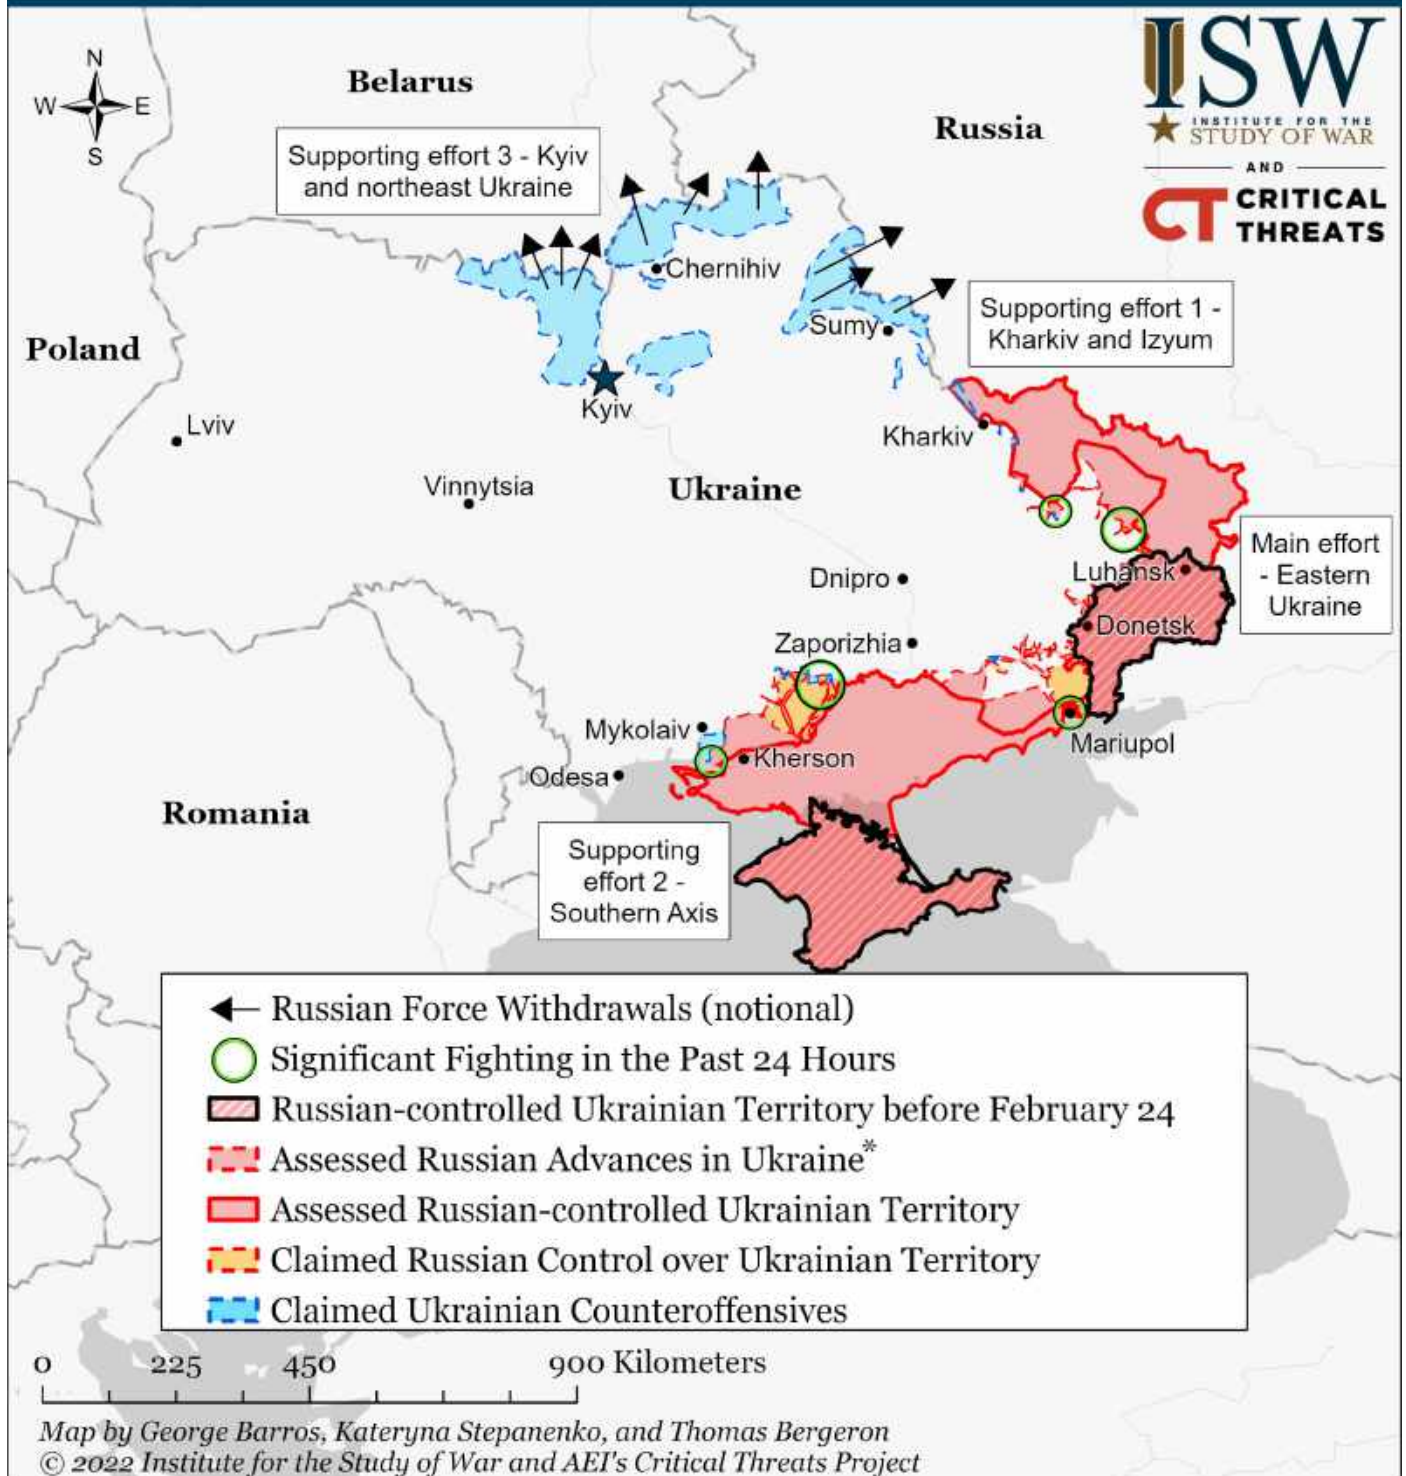 N
W E
S
Belarus
Russia
ISW
INSTITUTE FOR THE
STUDY OF WAR
AND
CT CRITICAL
THREATS
Supporting effort 3 - Kyiv
and northeast Ukraine
Chernihiv
Sumy
Supporting effort 1 -
Kharkiv and Izyum
Poland
Kyiv
Lviv
Kharkiv
Vinnytsia
Ukraine
Main effort
- Eastern
Ukraine
Dnipro
Luhansk
Donetsk
Zaporizhia
Mykolaiv
Mariupol
Kherson
Odesa
Romania
Supporting
effort 2 -
Southern Axis
Russian Force Withdrawals (notional)
Significant Fighting in the Past 24 Hours
Russian-controlled Ukrainian Territory before February 24
Assessed Russian Advances in Ukraine*
Assessed Russian-controlled Ukrainian Territory
Claimed Russian Control over Ukrainian Territory
Claimed Ukrainian Counteroffensives
0 225 450 900 Kilometers
Map by George Barros, Kateryna Stepanenko, and Thomas Bergeron
© 2022 Institute for the Study of War and AEI's Critical Threats Project